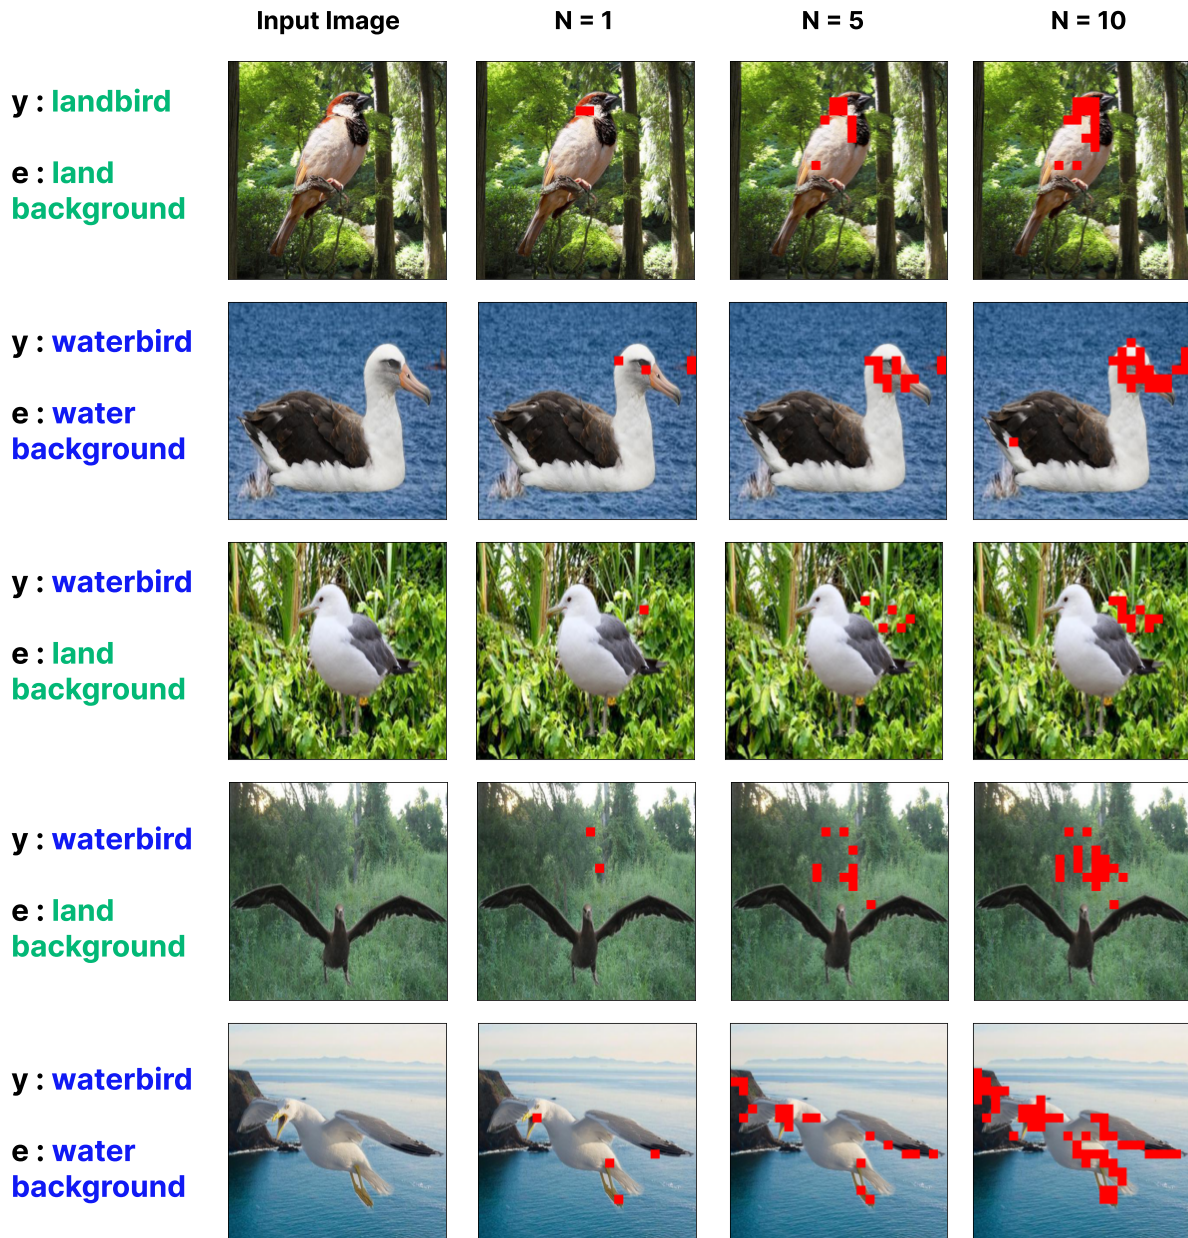 Input Image
N = 1
N = 5
N = 10
y : landbird
e : land
background
y : waterbird
e : water
background
y : waterbird
e : land
background
y : waterbird
e : land
background
y : waterbird
e : water
background